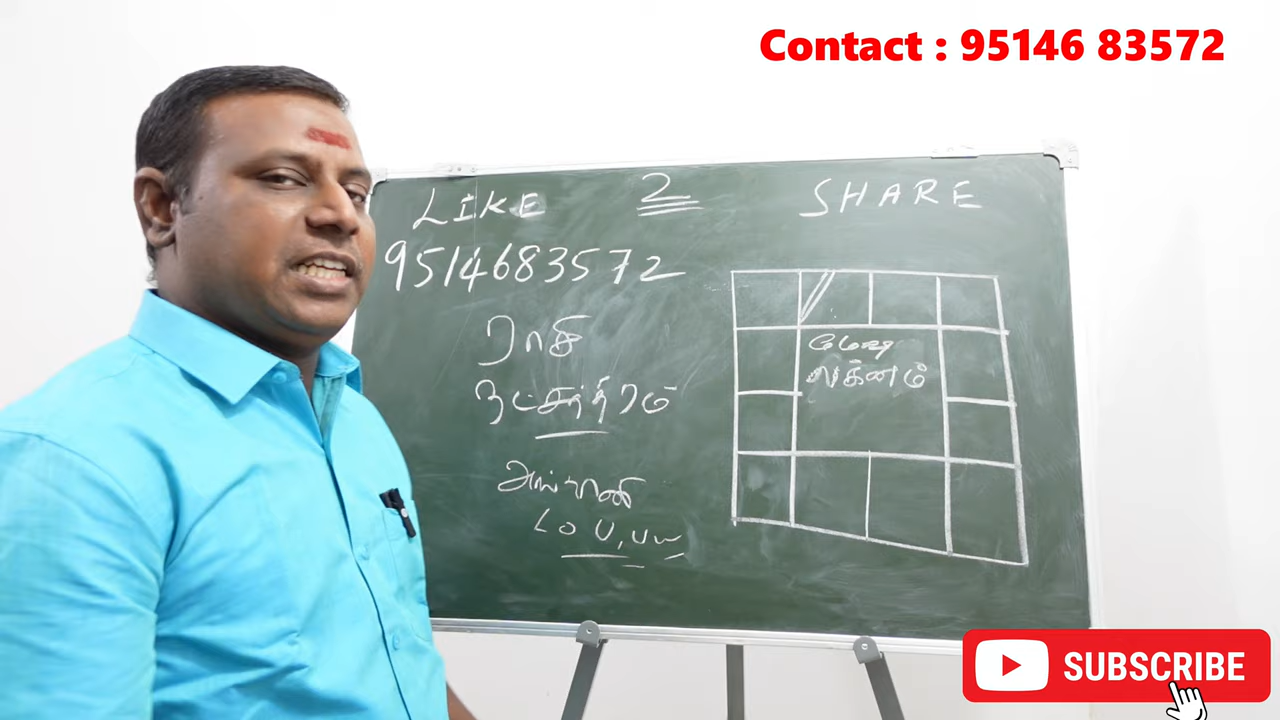 Contact : 95146 83572
LIKE 2 SHARE
9514683572
ராசி
நட்சத்திரம்
மேஷ
லக்னம்
SUBSCRIBE